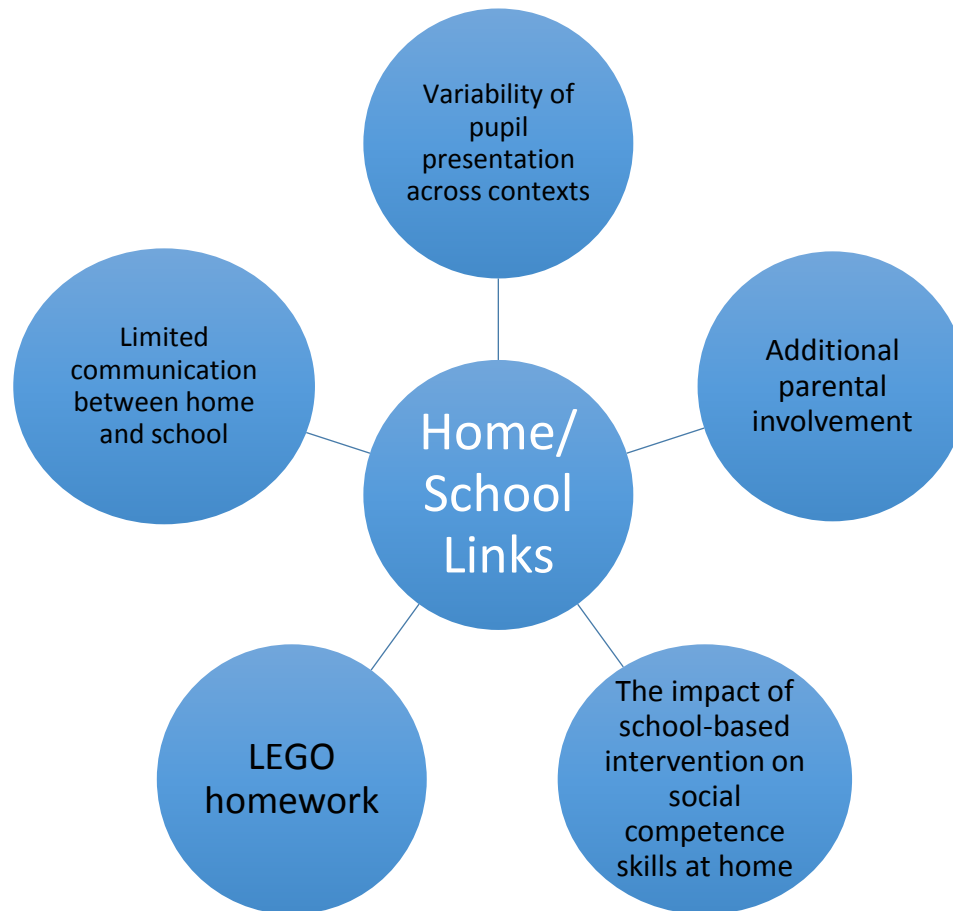 Variability of
pupil
presentation
across contexts
Limited
communication
between home
and school
Additional
parental
involvement
Home/
School
Links
LEGO
homework
The impact of
school-based
intervention on
social
competence
skills at home